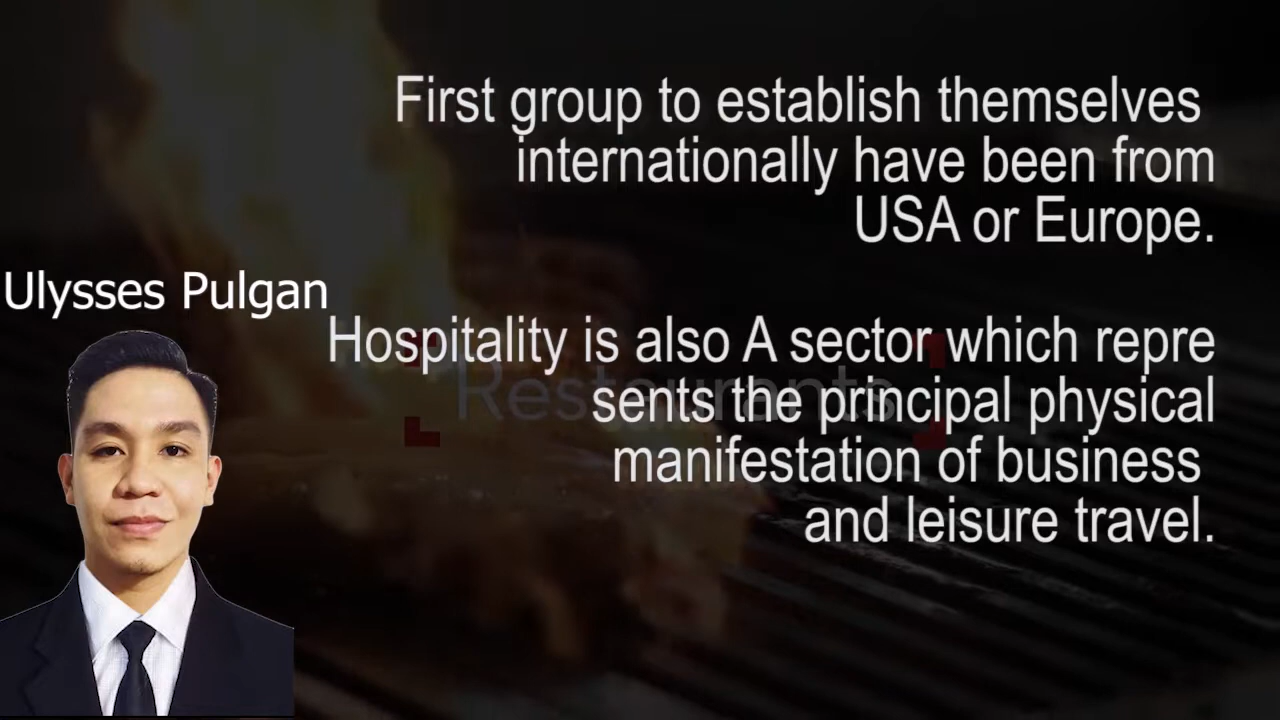 First group to establish themselves
internationally have been from
USA or Europe.
Ulysses Pulgan
Hospitality is also A sector which repre
sents the principal physical
manifestation of business
and leisure travel.
Restaurants